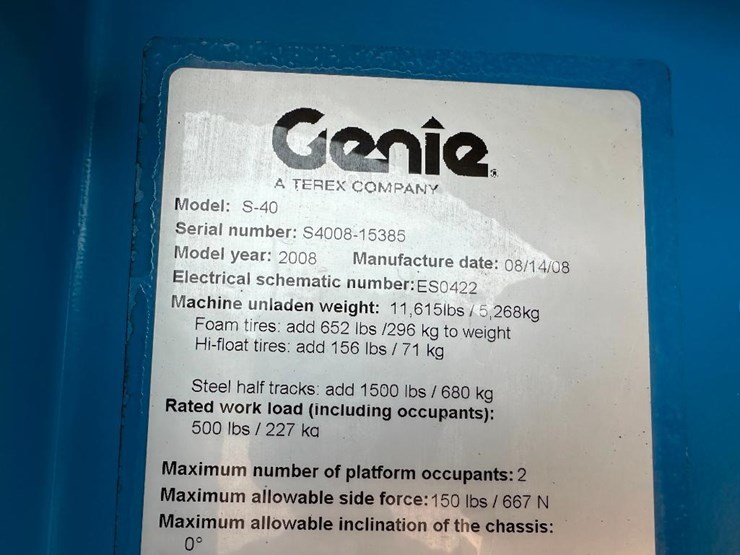 Genie
A TEREX COMPANY
Model: S-40
Serial number: S4008-15385
Model year: 2008 Manufacture date: 08/14/08
Electrical schematic number: ES0422
Machine unladen weight: 11,615lbs / 5,268kg
Foam tires: add 652 lbs /296 kg to weight
Hi-float tires: add 156 lbs / 71 kg
Steel half tracks: add 1500 lbs / 680 kg
Rated work load (including occupants):
500 lbs / 227 kg
Maximum number of platform occupants: 2
Maximum allowable side force: 150 lbs / 667 N
Maximum allowable inclination of the chassis:
0°